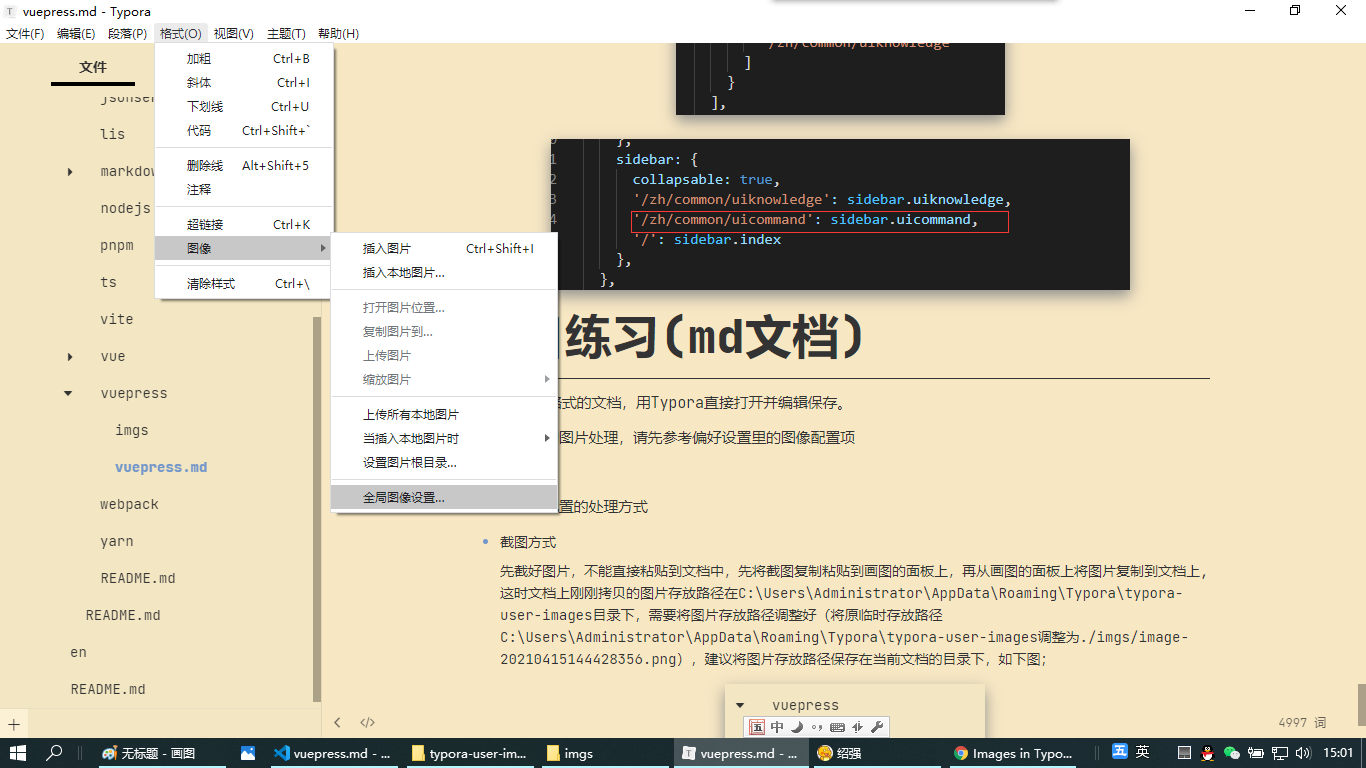 vuepress.md - Typora
文件(F) 编辑(E) 段落(P) 格式(O) 视图(V) 主题(T) 帮助(H)
文件
lis
nodejs
pnpm
ts
vite
vue
vuepress
imgs
vuepress.md
webpack
yarn
README.md
README.md
en
README.md
加粗 Ctrl+B
斜体 Ctrl+I
下划线 Ctrl+U
代码 Ctrl+Shift+`
删除线 Alt+Shift+5
注释
超链接 Ctrl+K
图像
清除样式 Ctrl+\
插入图片 Ctrl+Shift+I
插入本地图片...
打开图片位置...
复制图片到...
上传图片
缩放图片
上传所有本地图片
当插入本地图片时
设置图片根目录...
全局图像设置...
'/zh/common/uiknowledge'
]
}
],
},
sidebar: {
collapsable: true,
'/zh/common/uiknowledge': sidebar.uiknowledge,
'/zh/common/uicommand': sidebar.uicommand,
'/': sidebar.index
},
},
练习(md文档)
式的文档，用Typora直接打开并编辑保存。
图片处理，请先参考偏好设置里的图像配置项
置的处理方式
截图方式
先截好图片，不能直接粘贴到文档中，先将截图复制粘贴到画图的面板上，再从画图的面板上将图片复制到文档上，
这时文档上刚刚拷贝的图片存放路径在C:\Users\Administrator\AppData\Roaming\Typora\typora-
user-images目录下，需要将图片存放路径调整好（将原临时存放路径
C:\Users\Administrator\AppData\Roaming\Typora\typora-user-images调整为./imgs/image-
20210415144428356.png），建议将图片存放路径保存在当前文档的目录下，如下图；
vuepress
五 中
4997 词
无标题 - 画图
vuepress.md - ...
typora-user-im...
imgs
vuepress.md - ...
绍强
Images in Typo...
五 英
15:01